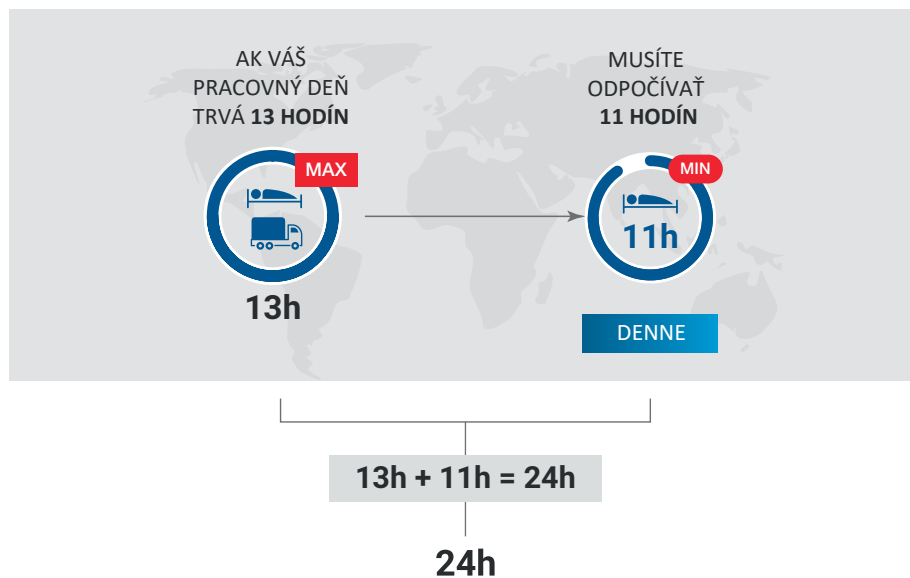 AK VÁŠ
PRACOVNÝ DEŇ
TRVÁ 13 HODÍN
MAX
13h
MUSÍTE
ODPOČÍVAŤ
11 HODÍN
MIN
11h
DENNE
13h + 11h = 24h
24h